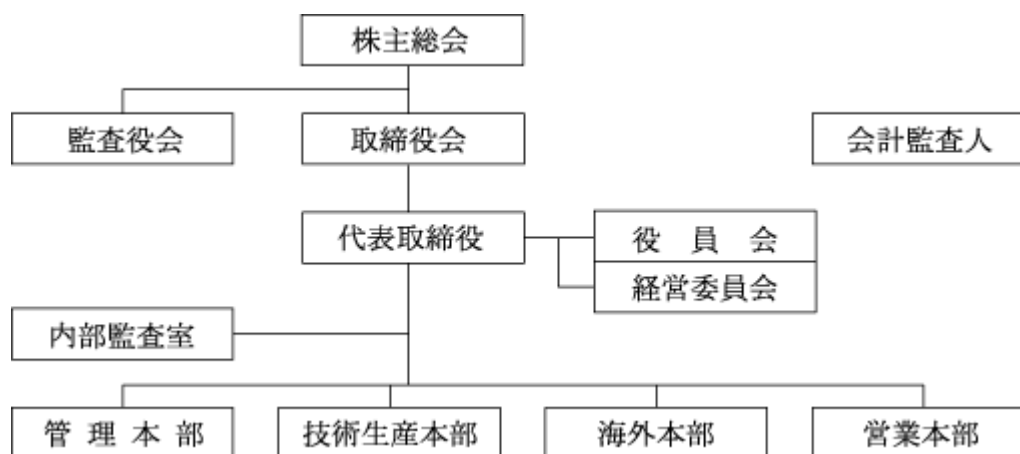 株主総会
監査役会
取締役会
会計監査人
代表取締役
役員会
経営委員会
内部監査室
管理本部
技術生産本部
海外本部
営業本部